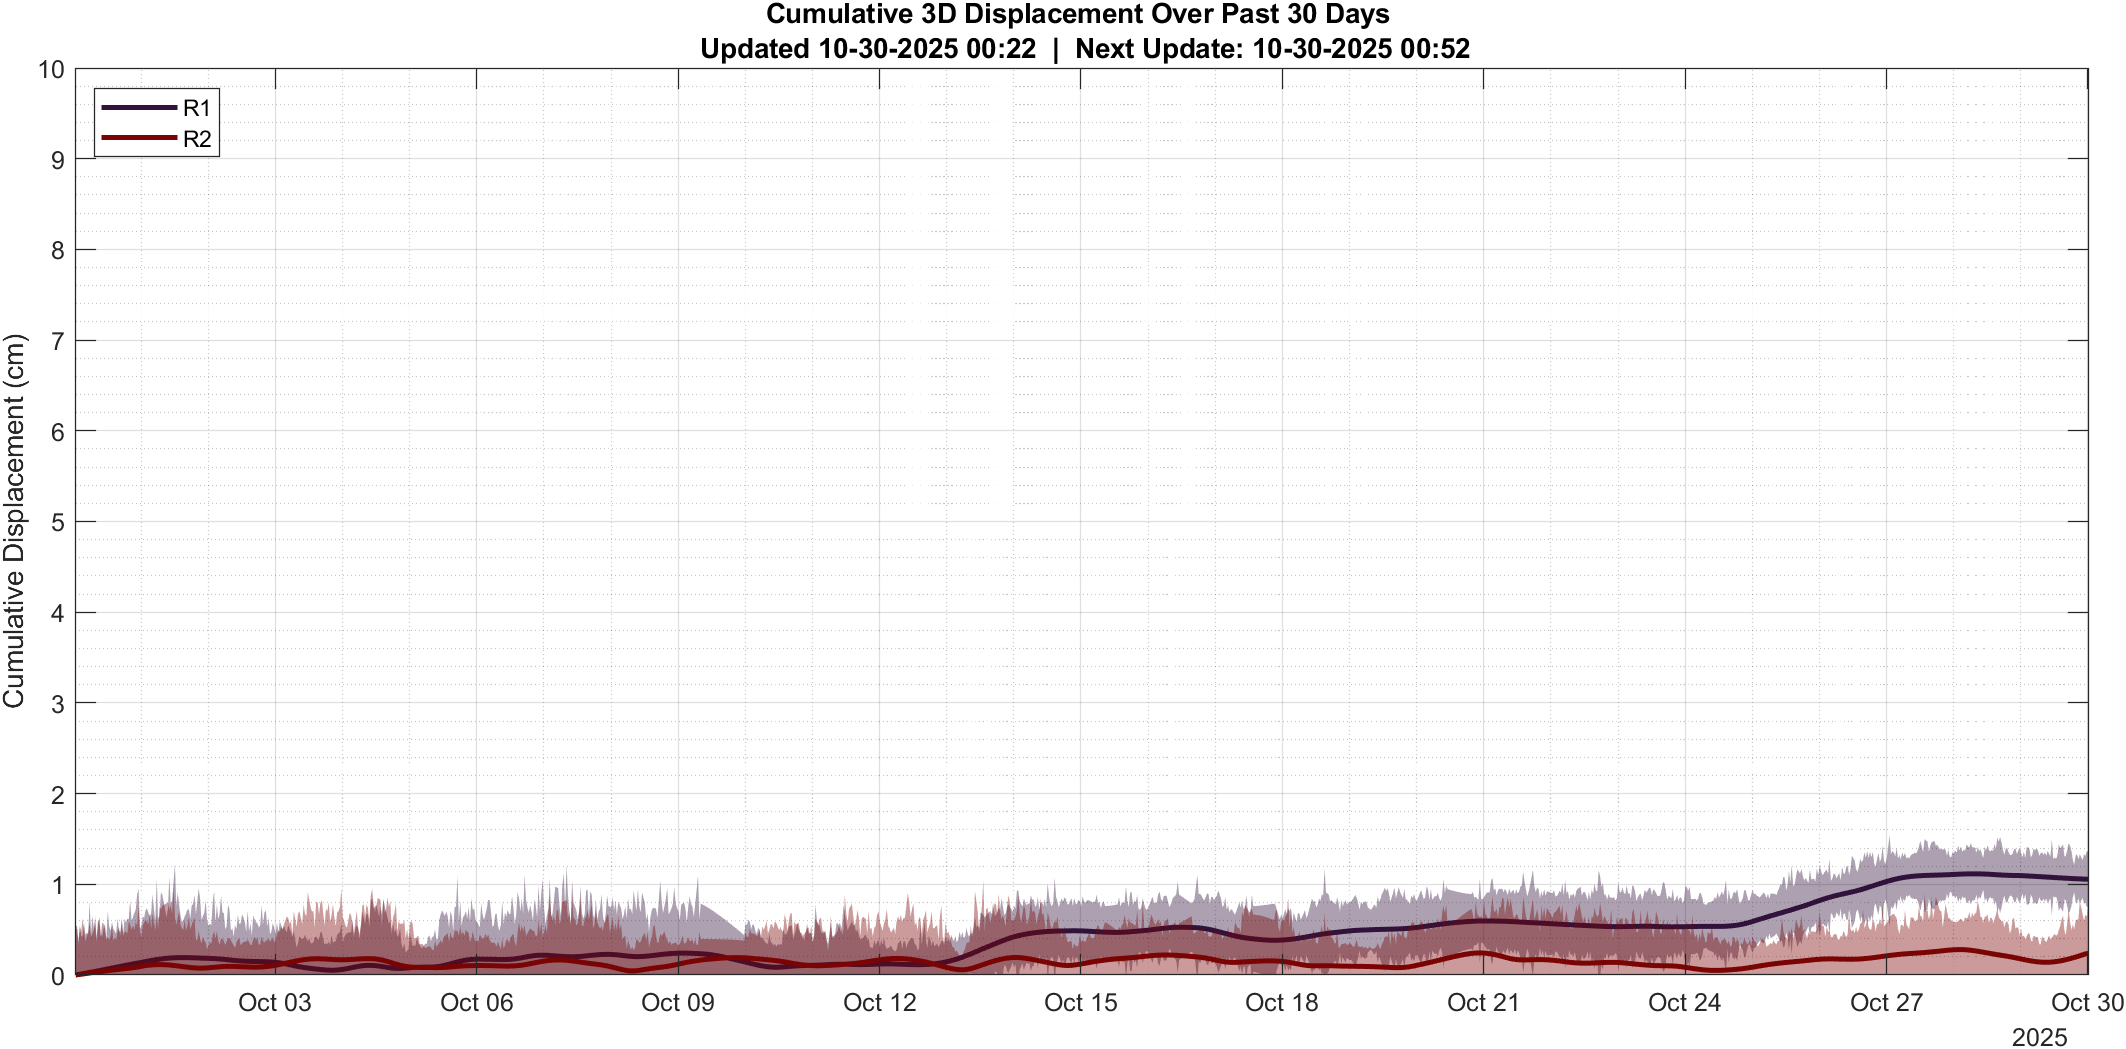 Cumulative 3D Displacement Over Past 30 Days
Updated 10-30-2025 00:22 | Next Update: 10-30-2025 00:52
R1
R2
Cumulative Displacement (cm)
10
9
8
7
6
5
4
3
2
1
0
Oct 03 Oct 06 Oct 09 Oct 12 Oct 15 Oct 18 Oct 21 Oct 24 Oct 27 Oct 30
2025